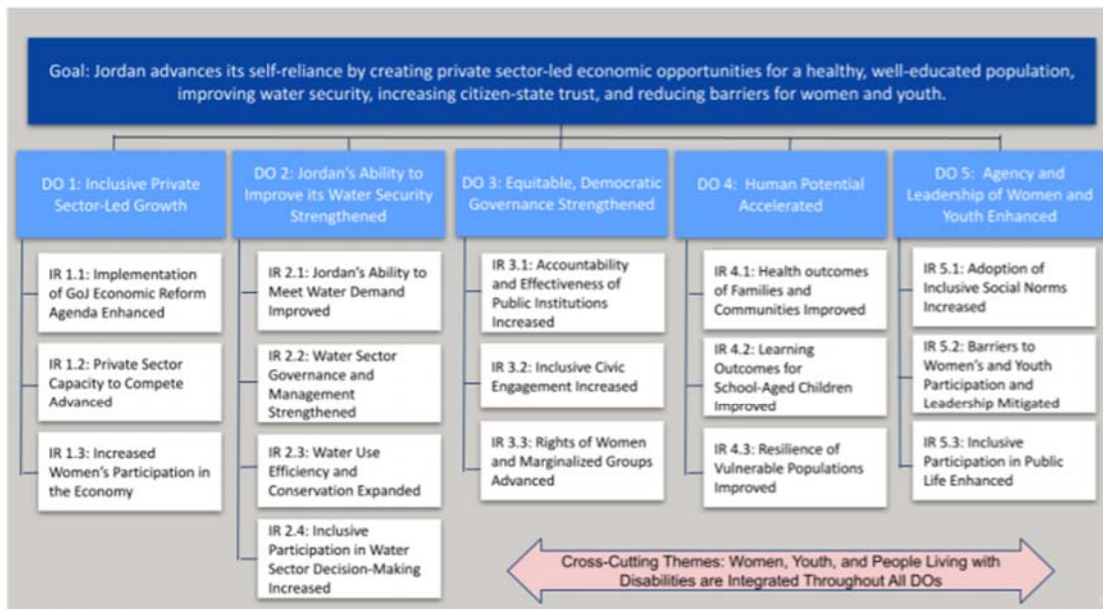 Goal: Jordan advances its self-reliance by creating private sector-led economic opportunities for a healthy, well-educated population,
improving water security, increasing citizen-state trust, and reducing barriers for women and youth.
DO 1: Inclusive Private
Sector-Led Growth
IR 1.1: Implementation
of GoJ Economic Reform
Agenda Enhanced
IR 1.2: Private Sector
Capacity to Compete
Advanced
IR 1.3: Increased
Women's Participation in
the Economy
DO 2: Jordan's Ability to
Improve its Water Security
Strengthened
IR 2.1: Jordan's Ability to
Meet Water Demand
Improved
IR 2.2: Water Sector
Governance and
Management
Strengthened
IR 2.3: Water Use
Efficiency and
Conservation Expanded
IR 2.4: Inclusive
Participation in Water
Sector Decision-Making
Increased
DO 3: Equitable, Democratic
Governance Strengthened
IR 3.1: Accountability
and Effectiveness of
Public Institutions
Increased
IR 3.2: Inclusive Civic
Engagement Increased
IR 3.3: Rights of Women
and Marginalized Groups
Advanced
DO 4: Human Potential
Accelerated
IR 4.1: Health outcomes
of Families and
Communities Improved
IR 4.2: Learning
Outcomes for
School-Aged Children
Improved
IR 4.3: Resilience of
Vulnerable Populations
Improved
DO 5: Agency and
Leadership of Women and
Youth Enhanced
IR 5.1: Adoption of
Inclusive Social Norms
Increased
IR 5.2: Barriers to
Women's and Youth
Participation and
Leadership Mitigated
IR 5.3: Inclusive
Participation in Public
Life Enhanced
Cross-Cutting Themes: Women, Youth, and People Living with
Disabilities are Integrated Throughout All DOs